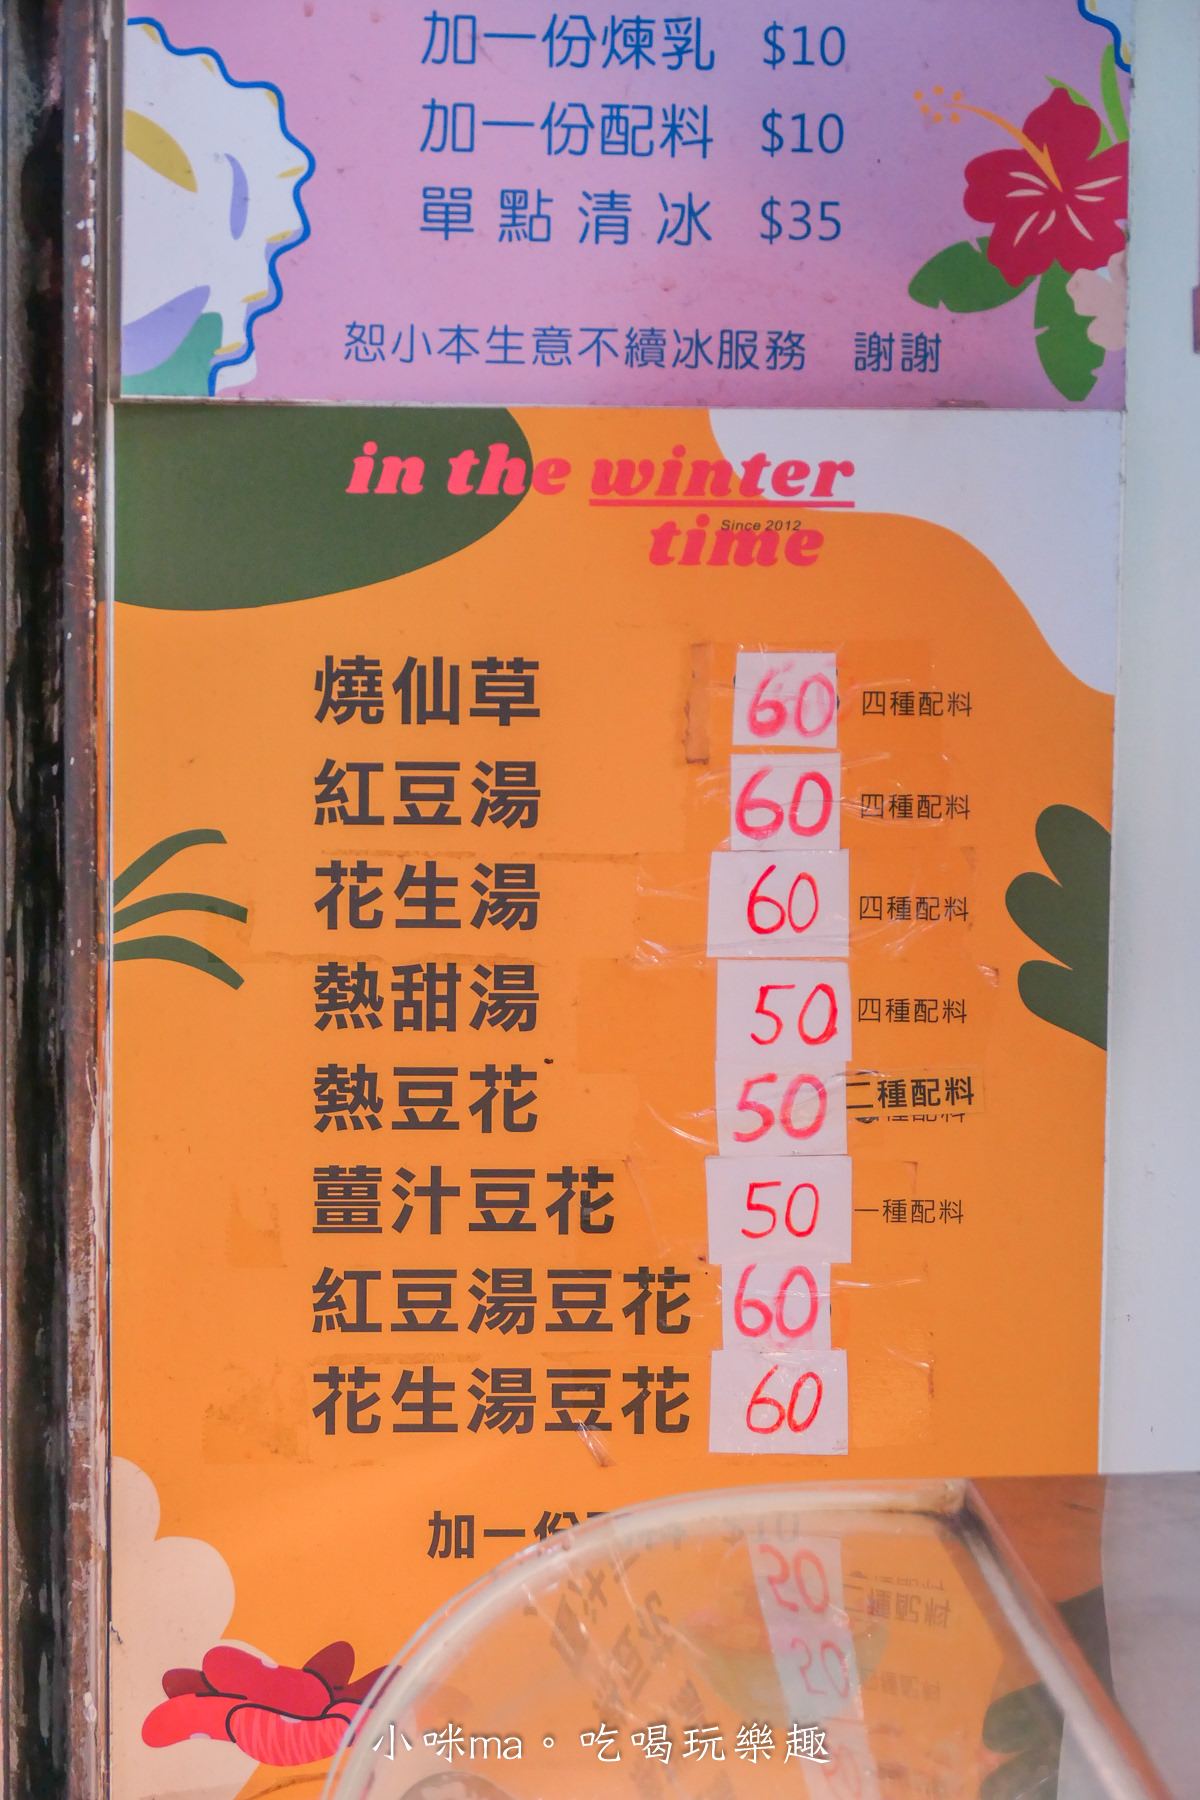 加一份煉乳 $10
加一份配料 $10
單點清冰 $35
恕小本生意不續冰服務 謝謝
in the winter
Since 2012
time
燒仙草 60 四種配料
紅豆湯 60 四種配料
花生湯 60 四種配料
熱甜湯 50 四種配料
熱豆花 50 二種配料
薑汁豆花 50 一種配料
紅豆湯豆花 60
花生湯豆花 60
加一份
小咪ma。吃喝玩樂趣